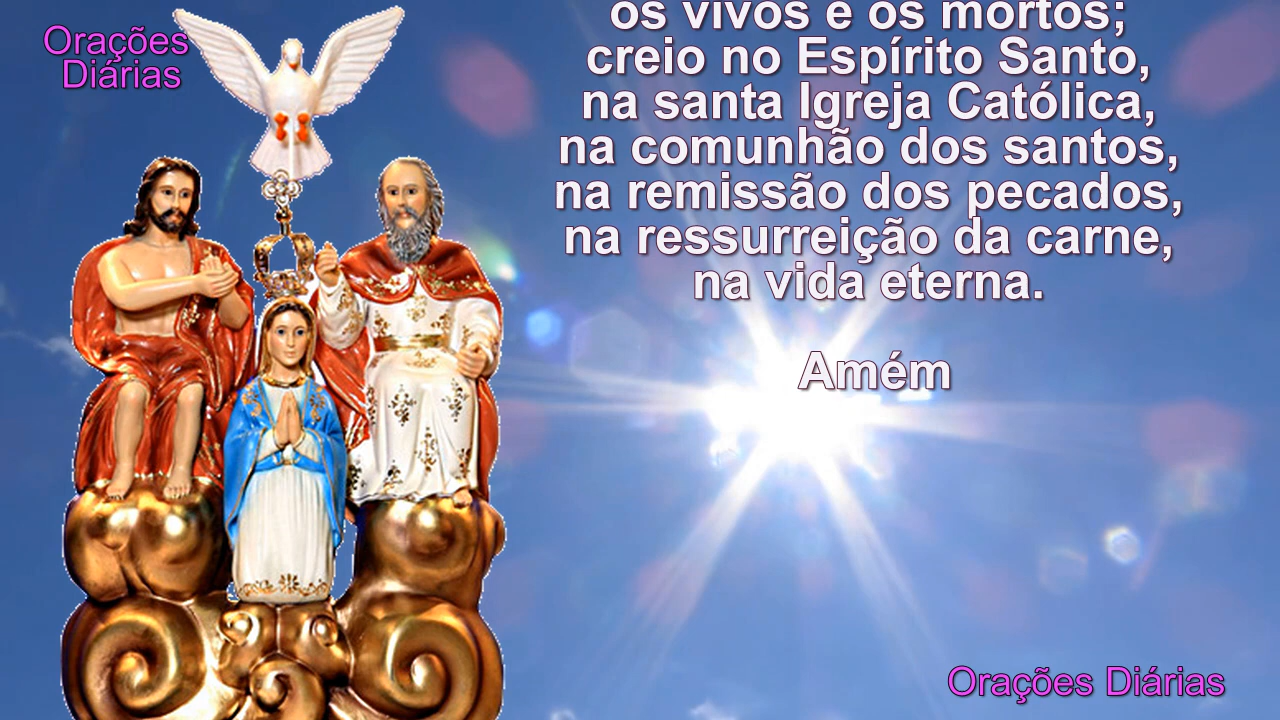 Orações
Diárias
os vivos e os mortos;
creio no Espírito Santo,
na santa Igreja Católica,
na comunhão dos santos,
na remissão dos pecados,
na ressurreição da carne,
na vida eterna.
Amém
Orações Diárias